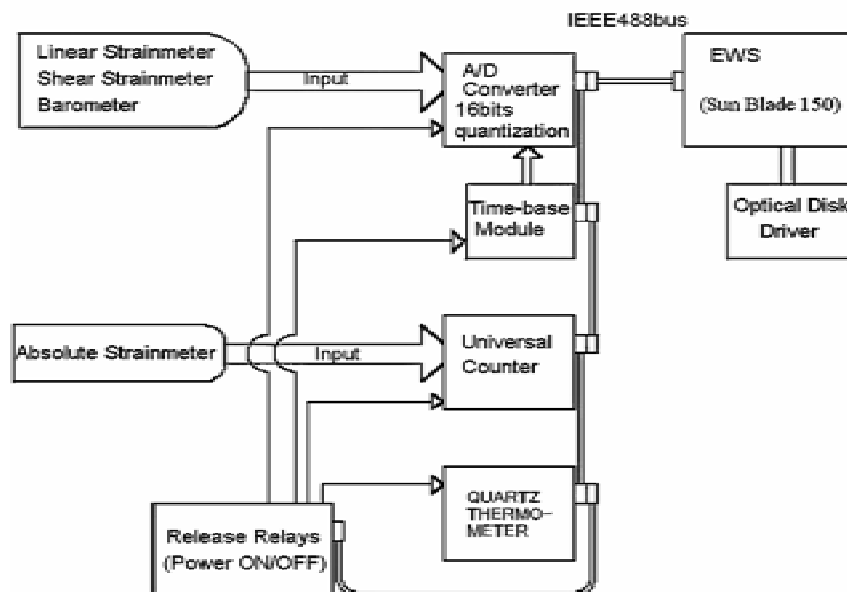 IEEE488bus
Linear Strainmeter
Shear Strainmeter
Barometer
Input
A/D
Converter
16bits
quantization
EWS
(Sun Blade 150)
Time-base
Module
Optical Disk
Driver
Absolute Strainmeter
Input
Universal
Counter
QUARTZ
THERMO-
METER
Release Relays
(Power ON/OFF)